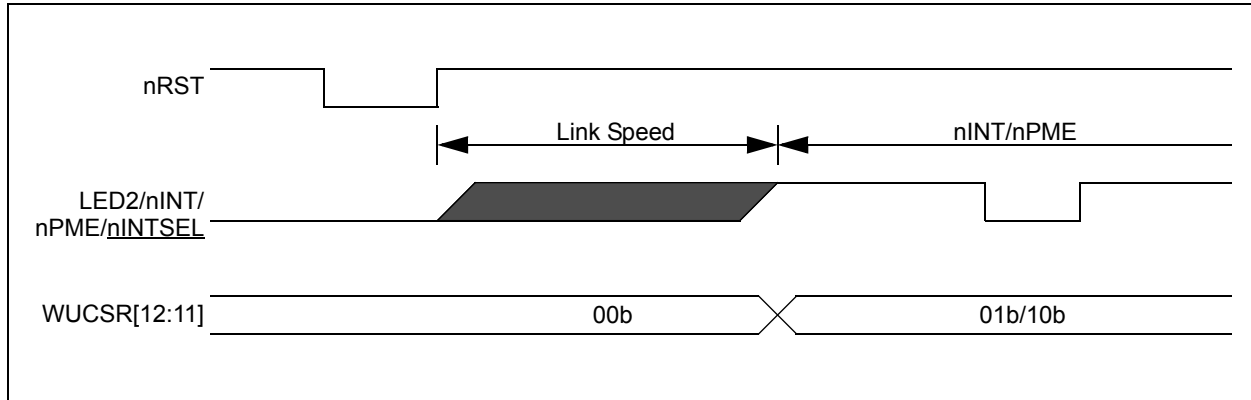 nRST
Link Speed
nINT/nPME
LED2/nINT/
nPME/nINTSEL
WUCSR[12:11]
00b
01b/10b